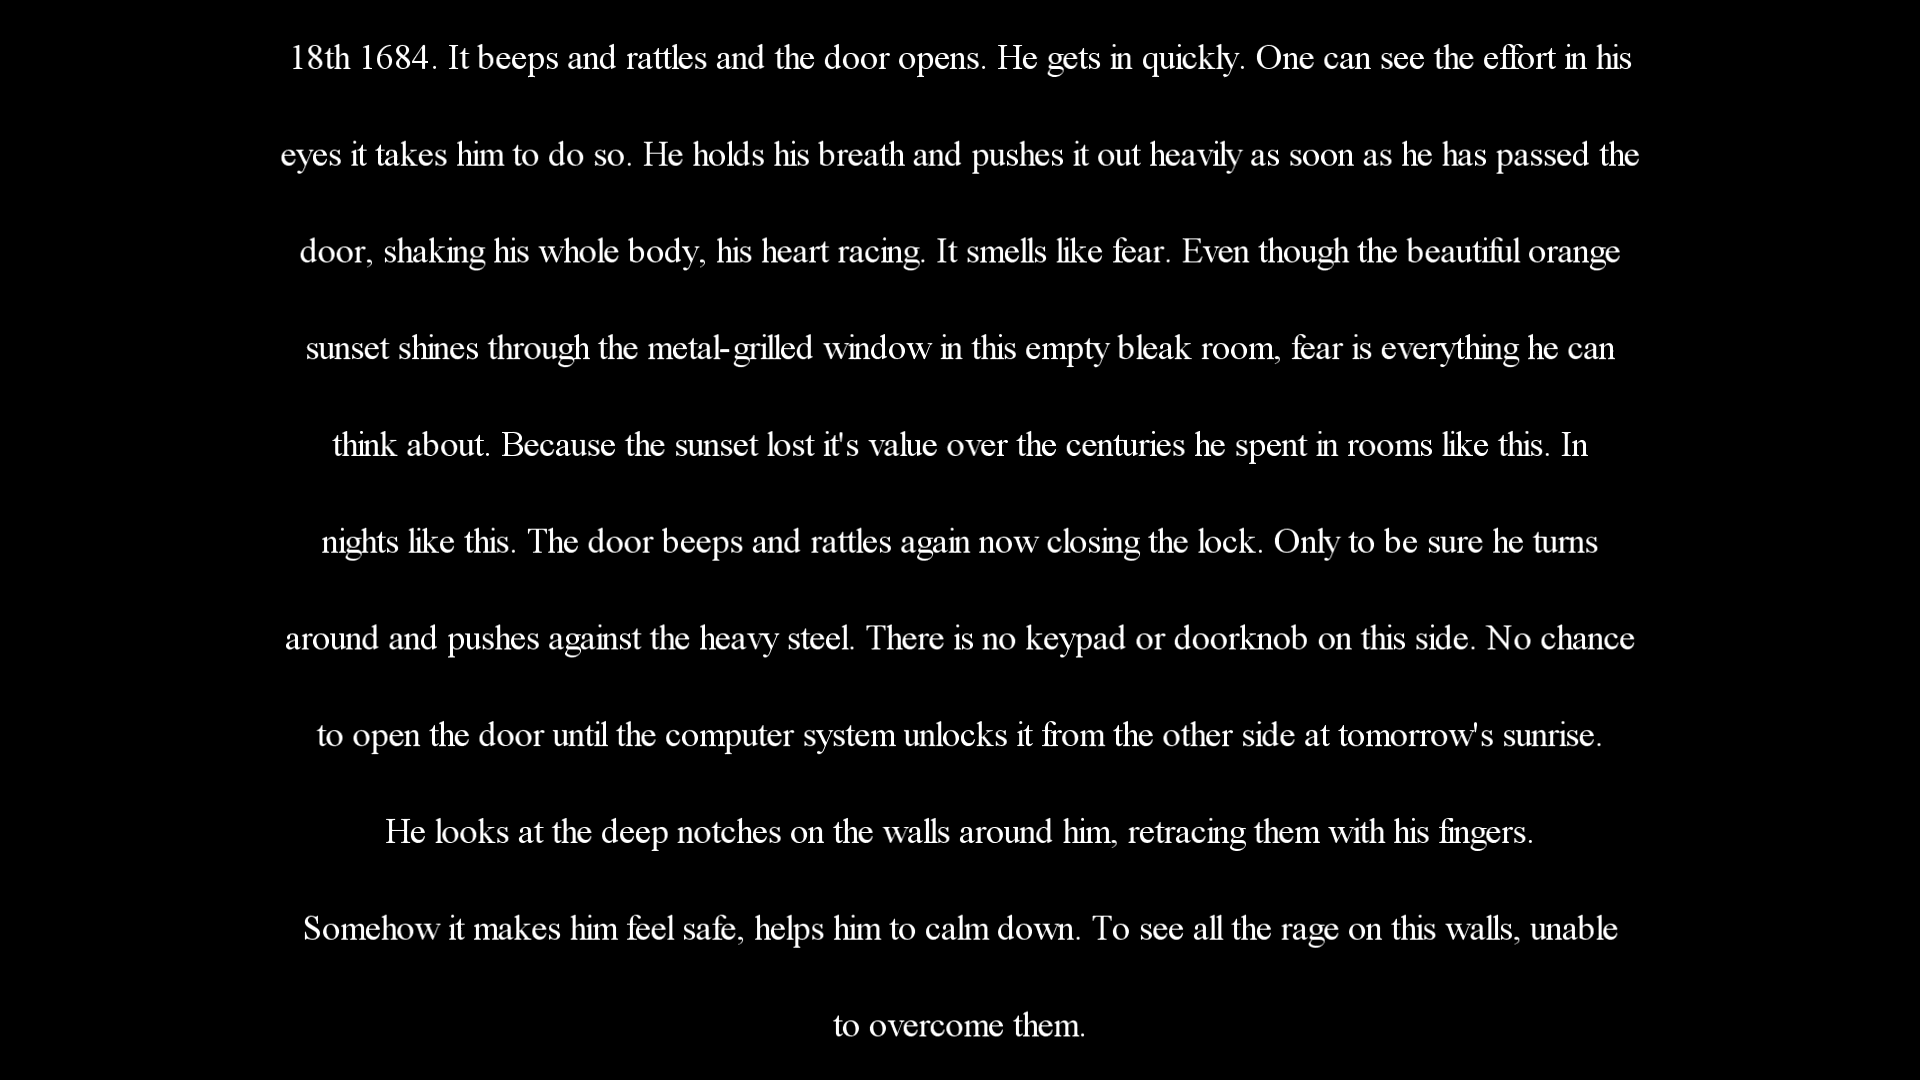 18th 1684. It beeps and rattles and the door opens. He gets in quickly. One can see the effort in his
eyes it takes him to do so. He holds his breath and pushes it out heavily as soon as he has passed the
door, shaking his whole body, his heart racing. It smells like fear. Even though the beautiful orange
sunset shines through the metal-grilled window in this empty bleak room, fear is everything he can
think about. Because the sunset lost it's value over the centuries he spent in rooms like this. In
nights like this. The door beeps and rattles again now closing the lock. Only to be sure he turns
around and pushes against the heavy steel. There is no keypad or doorknob on this side. No chance
to open the door until the computer system unlocks it from the other side at tomorrow's sunrise.
He looks at the deep notches on the walls around him, retracing them with his fingers.
Somehow it makes him feel safe, helps him to calm down. To see all the rage on this walls, unable
to overcome them.